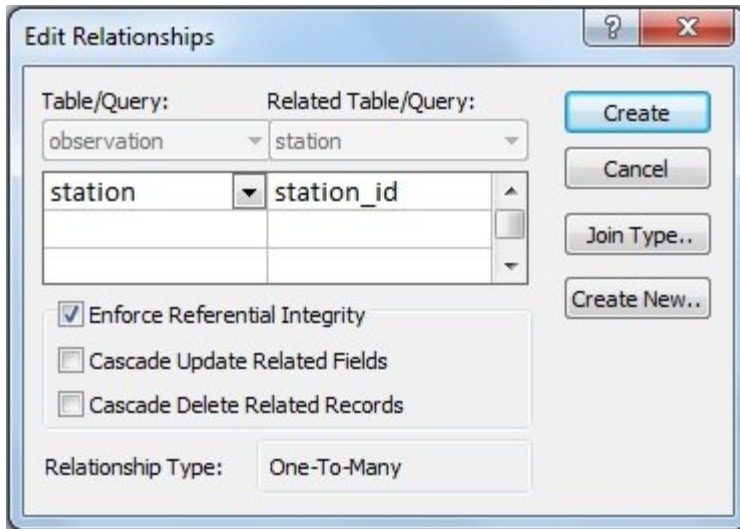 Edit Relationships
?
X
Table/Query: Related Table/Query:
observation station
station station_id
Create
Cancel
Join Type..
Create New..
Enforce Referential Integrity
Cascade Update Related Fields
Cascade Delete Related Records
Relationship Type: One-To-Many